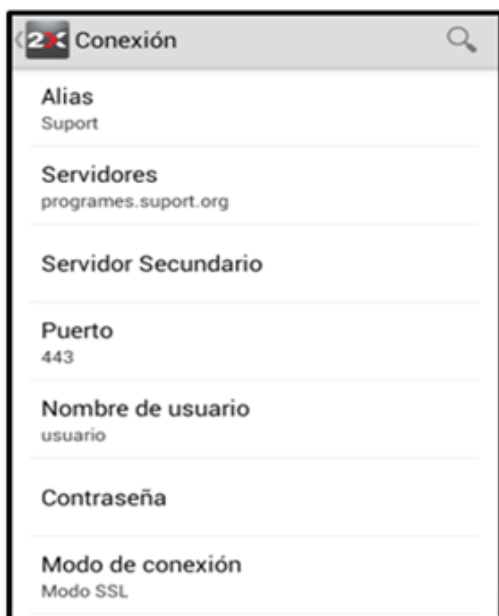 2X Conexión
Alias
Suport
Servidores
programes.suport.org
Servidor Secundario
Puerto
443
Nombre de usuario
usuario
Contraseña
Modo de conexión
Modo SSL